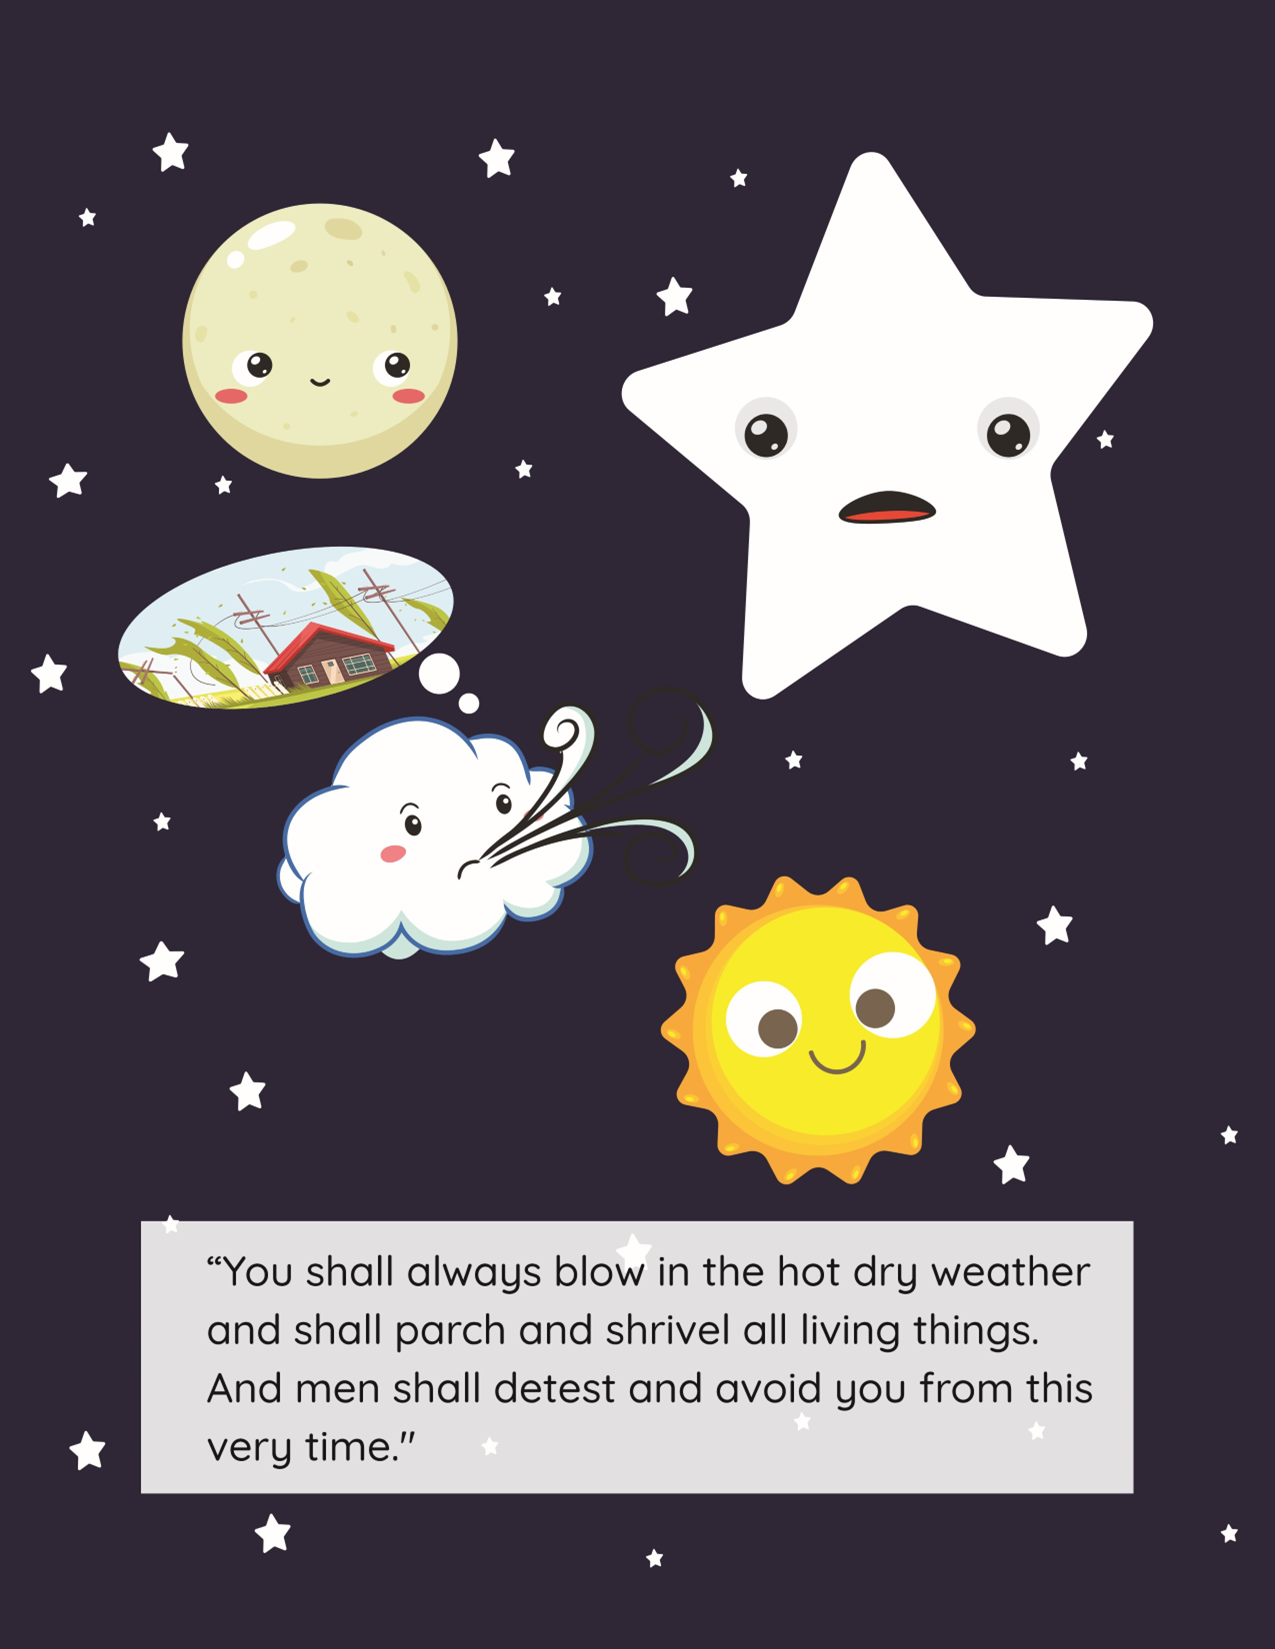 “You shall always blow in the hot dry weather
and shall parch and shrivel all living things.
And men shall detest and avoid you from this
very time."